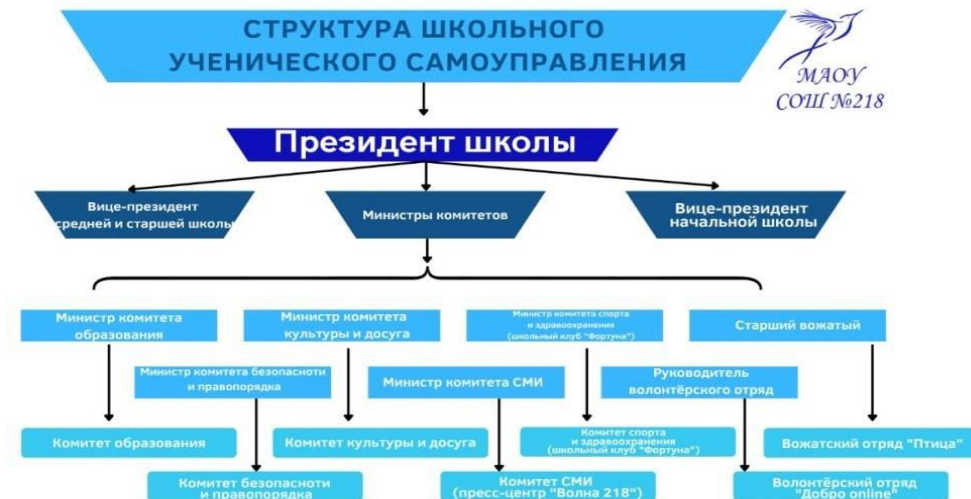 СТРУКТУРА ШКОЛЬНОГО
УЧЕНИЧЕСКОГО САМОУПРАВЛЕНИЯ
МАОУ
СОШ №218
Президент школы
Вице-президент
средней и старшей школы
Министры комитетов
Вице-президент
начальной школы
Министр комитета
образования
Министр комитета
культуры и досуга
Министр комитета спорта
и здравоохранения
(школьный клуб "Фортуна")
Старший вожатый
Министр комитета безопасноти
и правопорядка
Министр комитета СМИ
Руководитель
волонтёрского отряд
Комитет образования
Комитет культуры и досуга
Комитет спорта
и здравоохранения
(школьный клуб "Фортуна")
Вожатский отряд "Птица"
Комитет безопасноти
и правопорядка
Комитет СМИ
(пресс-центр "Волна 218")
Волонтёрский отряд
"Добро online"